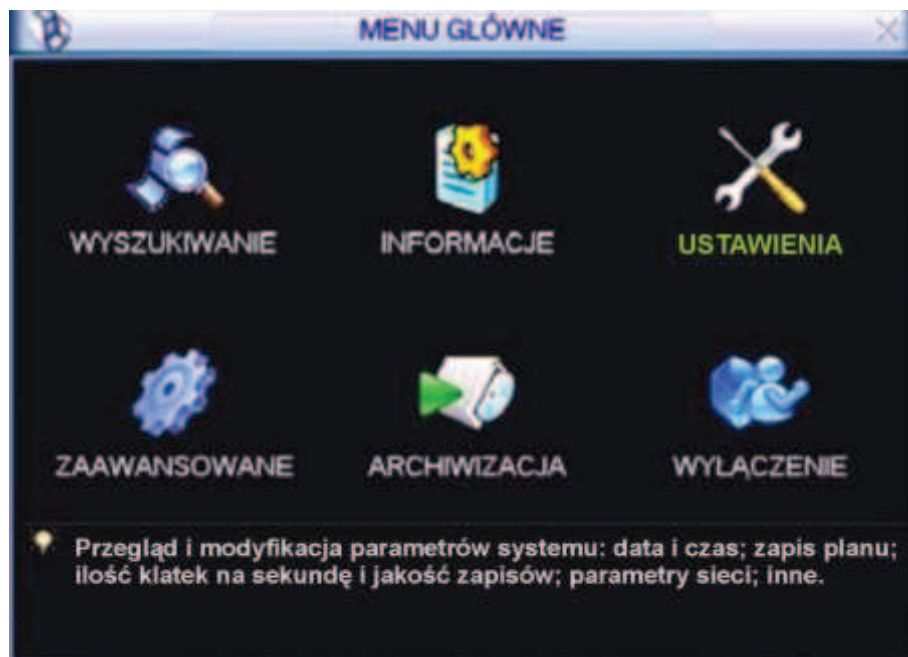 MENU GLÓWNE
WYSZUKIWANIE INFORMACJE USTAWIENIA
ZAAWANSOWANE ARCHIWIZACJA WYLĄCZENIE
Przegląd i modyfikacja parametrów systemu: data i czas; zapis planu;
ilość klatek na sekundę i jakość zapisów; parametry sieci; inne.